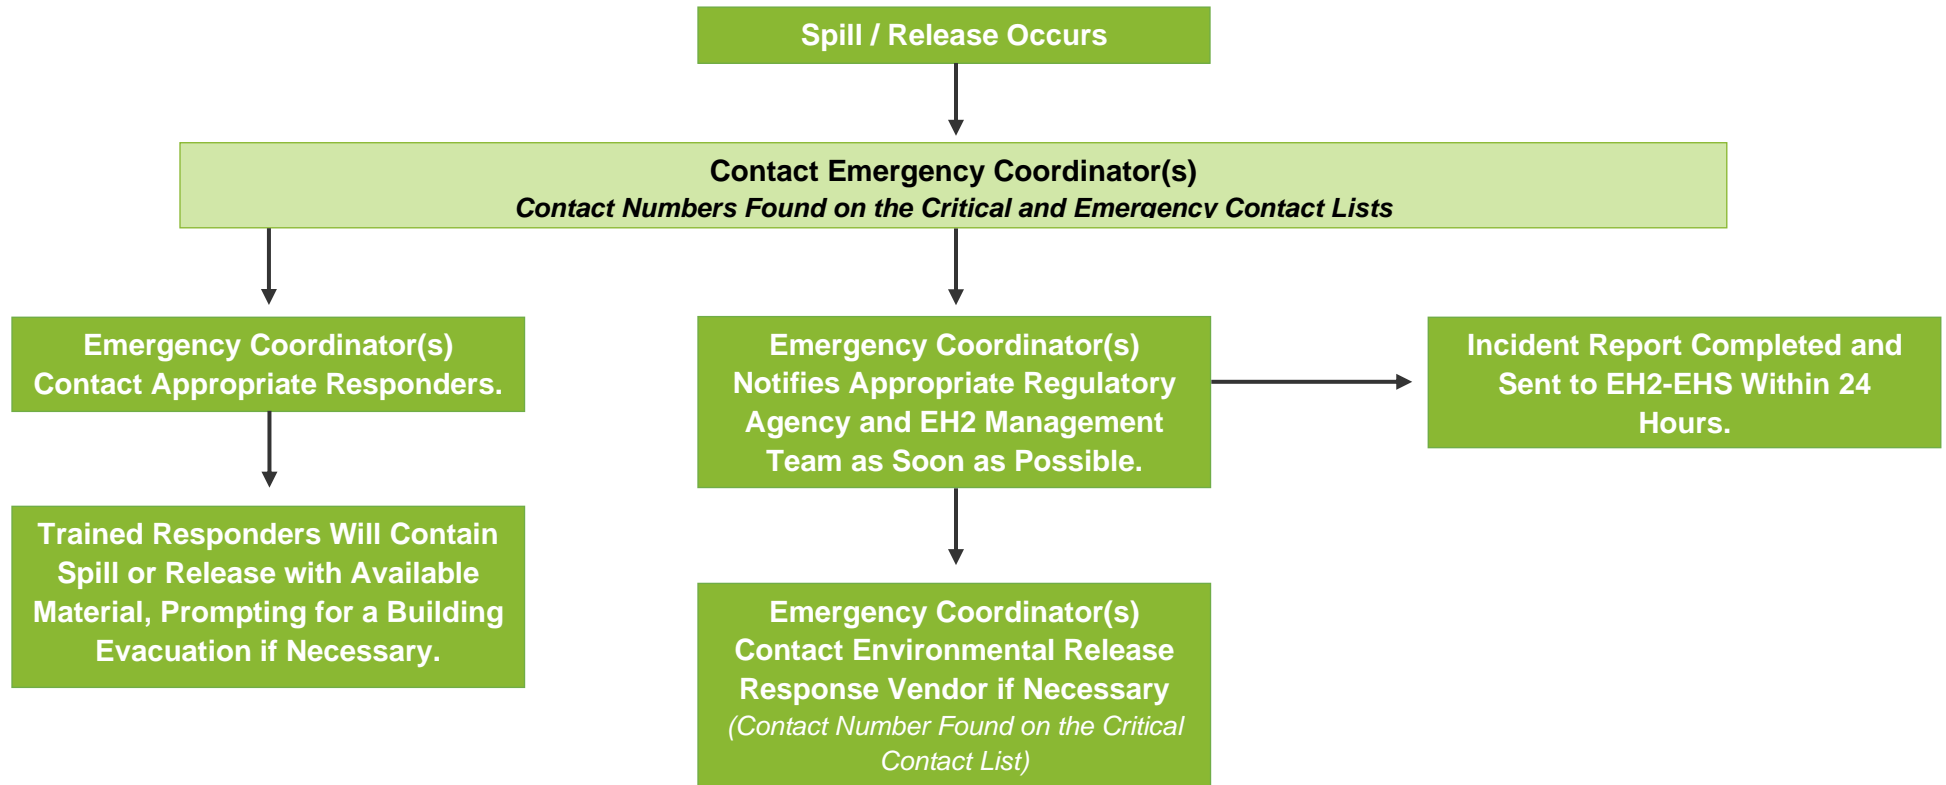 Spill / Release Occurs
Contact Emergency Coordinator(s)
Contact Numbers Found on the Critical and Emergency Contact Lists
Emergency Coordinator(s)
Contact Appropriate Responders.
Trained Responders Will Contain
Spill or Release with Available
Material, Prompting for a Building
Evacuation if Necessary.
Emergency Coordinator(s)
Notifies Appropriate Regulatory
Agency and EH2 Management
Team as Soon as Possible.
Emergency Coordinator(s)
Contact Environmental Release
Response Vendor if Necessary
(Contact Number Found on the Critical
Contact List)
Incident Report Completed and
Sent to EH2-EHS Within 24
Hours.